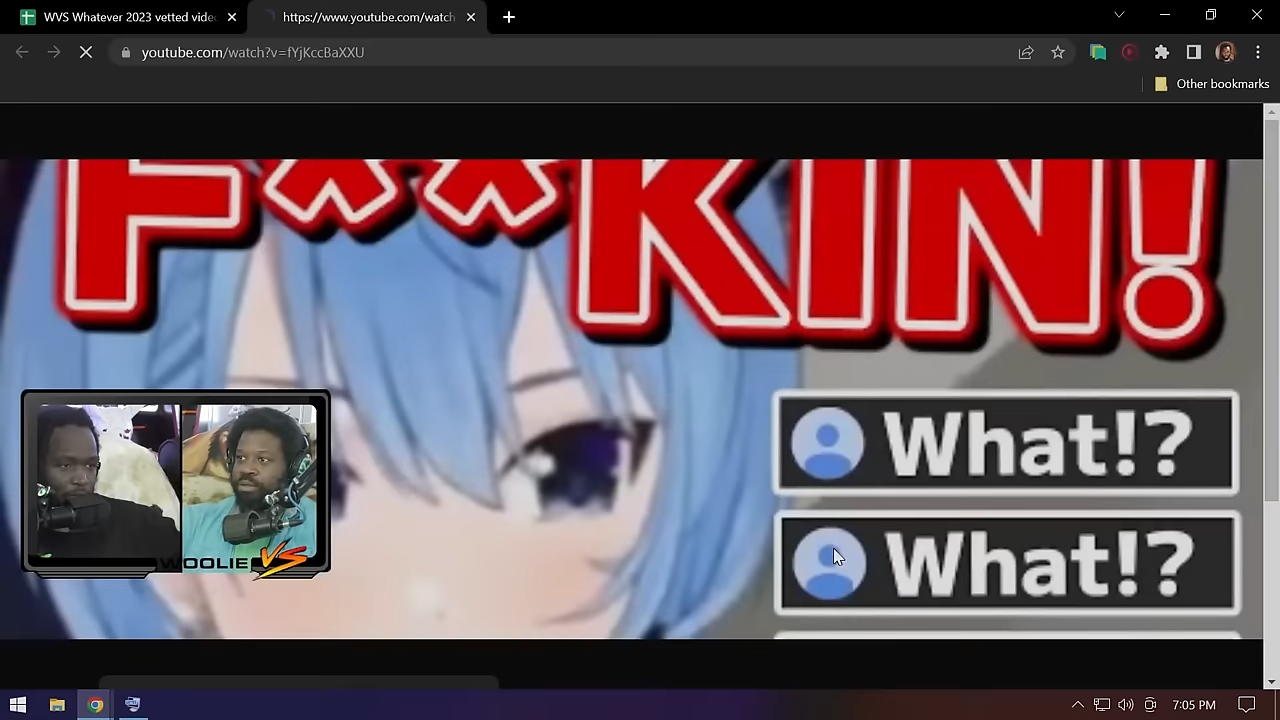 WVS Whatever 2023 vetted vide
https://www.youtube.com/watch
youtube.com/watch?v=fYjKccBaXXU
Other bookmarks
F**KIN!
What!?
What!?
WOOLIE VS
7:05 PM